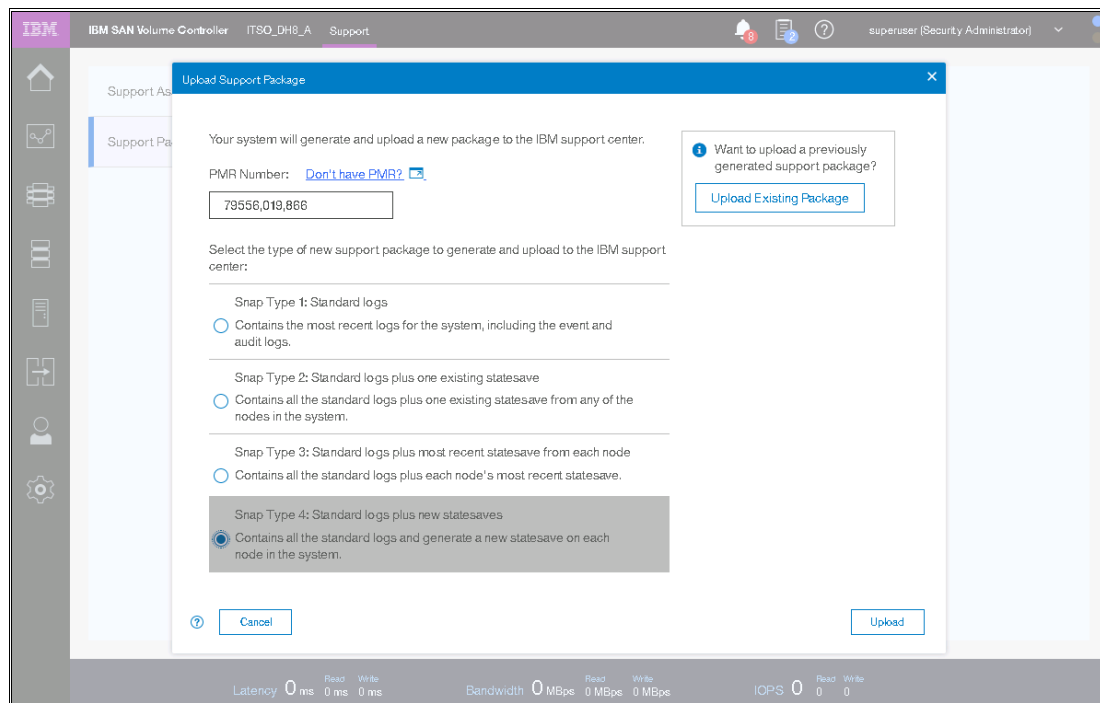 IBM
IBM SAN Volume Controller ITSO_DH8_A Support
8
2
?
superuser (Security Administrator)
Support As
Support Pa
Upload Support Package
×
Your system will generate and upload a new package to the IBM support center.
PMR Number: Don't have PMR?
79556,019,866
Want to upload a previously
generated support package?
Upload Existing Package
Select the type of new support package to generate and upload to the IBM support
center:
Snap Type 1: Standard logs
Contains the most recent logs for the system, including the event and
audit logs.
Snap Type 2: Standard logs plus one existing statesave
Contains all the standard logs plus one existing statesave from any of the
nodes in the system.
Snap Type 3: Standard logs plus most recent statesave from each node
Contains all the standard logs plus each node's most recent statesave.
Snap Type 4: Standard logs plus new statesaves
Contains all the standard logs and generate a new statesave on each
node in the system.
?
Cancel
Upload
Read Write
Latency 0 ms 0 ms 0 ms
Read Write
Bandwidth 0 MBps 0 MBps 0 MBps
Read Write
IOPS 0 0 0